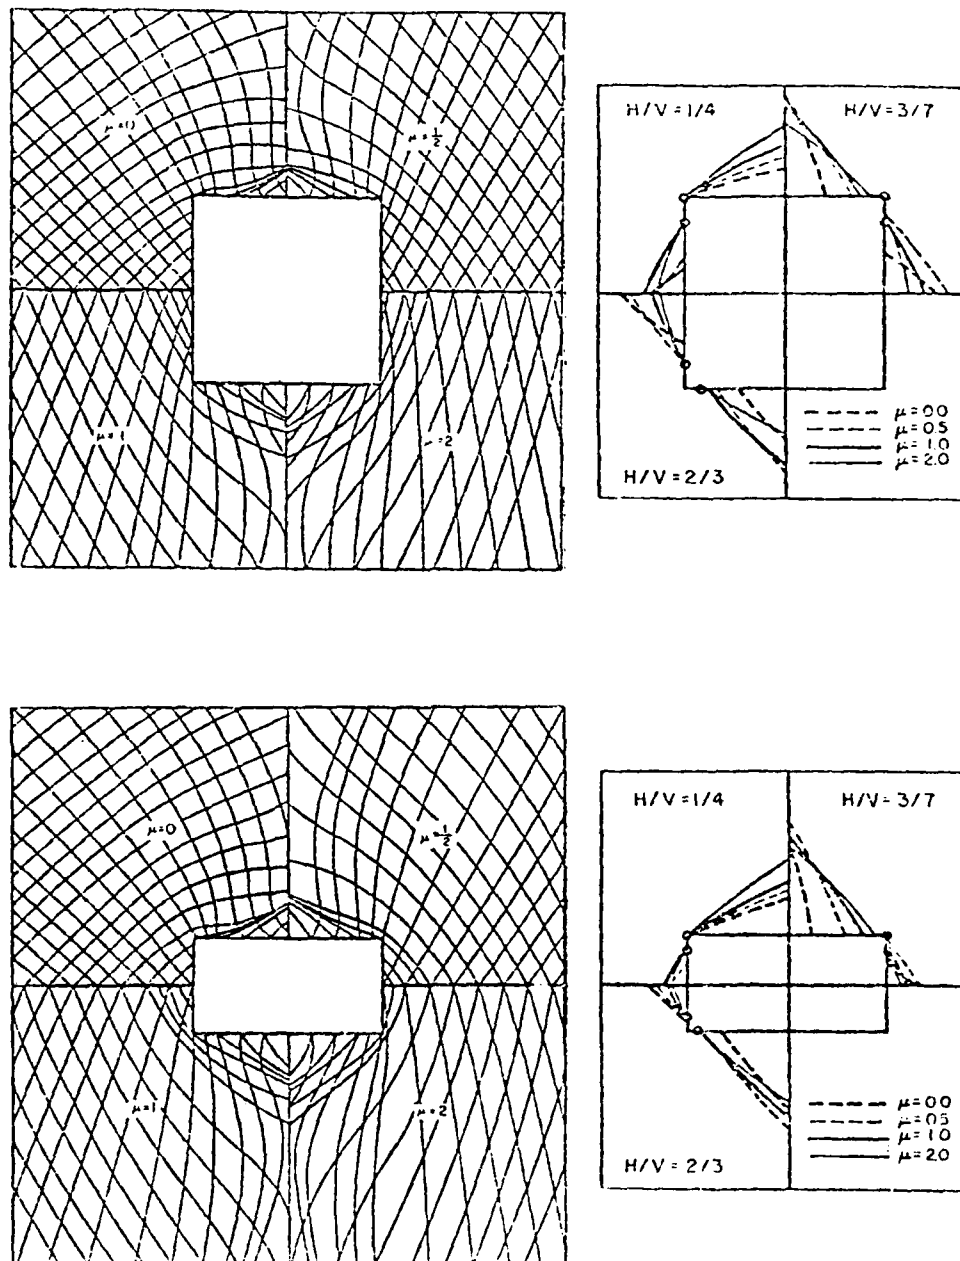 μ=0
μ=1/2
μ=1
μ=2
H/V=1/4
H/V=3/7
H/V=2/3
μ=0.0
μ=0.5
μ=1.0
μ=2.0
μ=0
μ=1/2
μ=1
μ=2
H/V=1/4
H/V=3/7
H/V=2/3
μ=0.0
μ=0.5
μ=1.0
μ=2.0